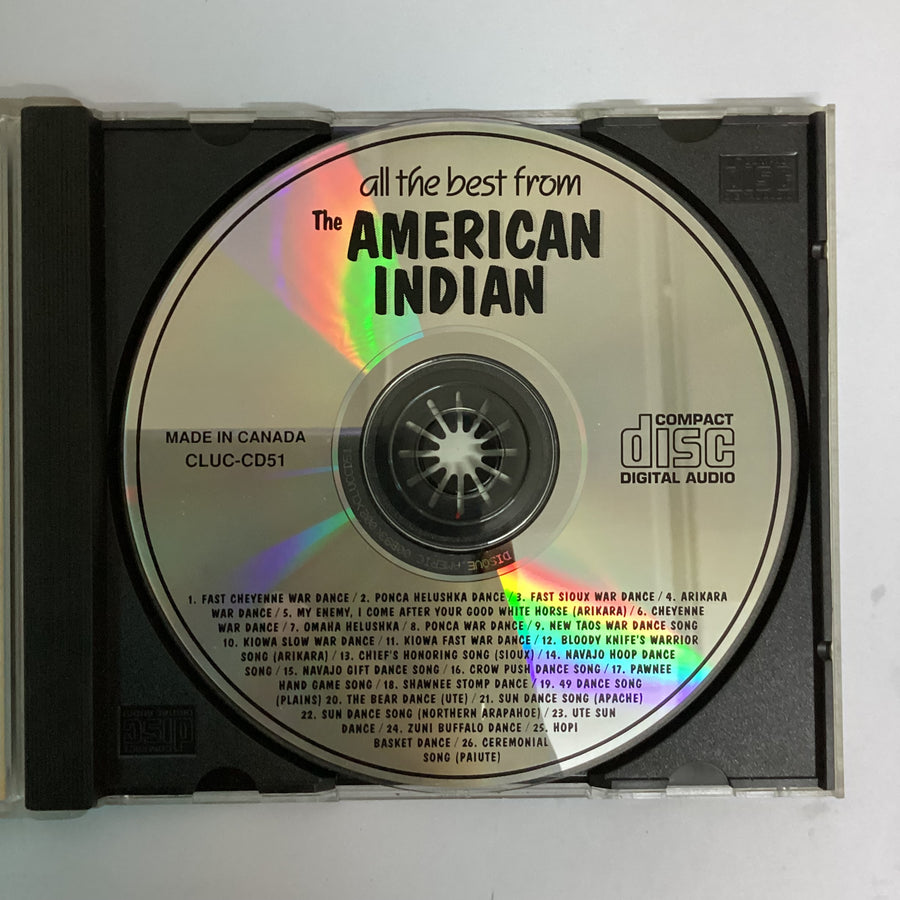 all the best from
The AMERICAN
INDIAN
MADE IN CANADA
CLUC-CD51
COMPACT
disc
DIGITAL AUDIO
1. FAST CHEYENNE WAR DANCE / 2. PONCA HELUSHKA DANCE / 3. FAST SIOUX WAR DANCE / 4. ARIKARA
WAR DANCE / 5. MY ENEMY, I COME AFTER YOUR GOOD WHITE HORSE (ARIKARA) / 6. CHEYENNE
WAR DANCE / 7. OMAHA HELUSHKA / 8. PONCA WAR DANCE / 9. NEW TAOS WAR DANCE SONG
10. KIOWA SLOW WAR DANCE / 11. KIOWA FAST WAR DANCE / 12. BLOODY KNIFE'S WARRIOR
SONG (ARIKARA) / 13. CHIEF'S HONORING SONG (SIOUX) / 14. NAVAJO HOOP DANCE
SONG / 15. NAVAJO GIFT DANCE SONG / 16. CROW PUSH DANCE SONG / 17. PAWNEE
HAND GAME SONG / 18. SHAWNEE STOMP DANCE / 19. 49 DANCE SONG
(PLAINS) 20. THE BEAR DANCE (UTE) / 21. SUN DANCE SONG (APACHE)
22. SUN DANCE SONG (NORTHERN ARAPAHOE) / 23. UTE SUN
DANCE / 24. ZUNI BUFFALO DANCE / 25. HOPI
BASKET DANCE / 26. CEREMONIAL
SONG (PAIUTE)
DISQUE AMERIC